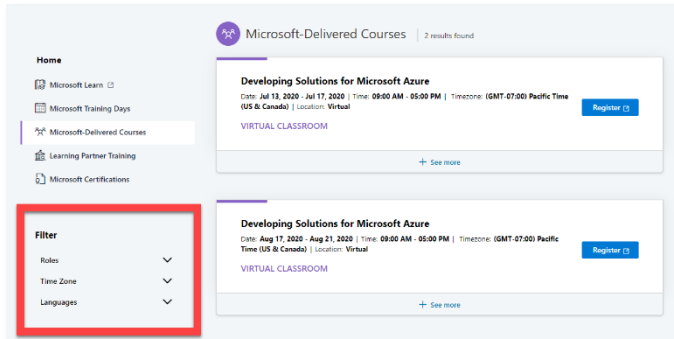 Microsoft-Delivered Courses
2 results found
Home
Microsoft Learn
Microsoft Training Days
Microsoft-Delivered Courses
Learning Partner Training
Microsoft Certifications
Filter
Roles
Time Zone
Languages
Developing Solutions for Microsoft Azure
Date: Jul 13, 2020 - Jul 17, 2020 | Time: 09:00 AM - 05:00 PM | Timezone: (GMT-07:00) Pacific Time
(US & Canada) | Location: Virtual
VIRTUAL CLASSROOM
Register
+ See more
Developing Solutions for Microsoft Azure
Date: Aug 17, 2020 - Aug 21, 2020 | Time: 09:00 AM - 05:00 PM | Timezone: (GMT-07:00) Pacific
Time (US & Canada) | Location: Virtual
VIRTUAL CLASSROOM
Register
+ See more